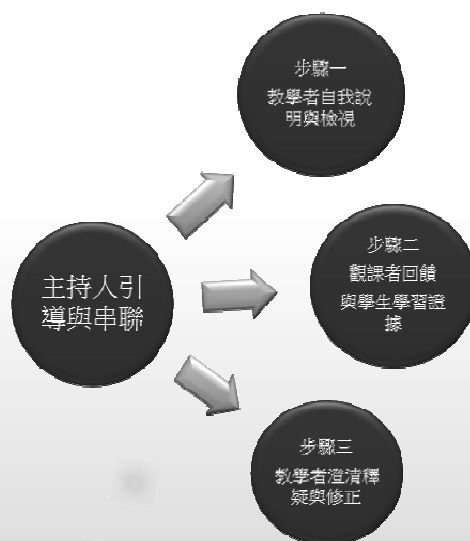 步驟一
教學者自我說
明與檢視
主持人引
導與串聯
步驟二
觀課者回饋
與學生學習證
據
步驟三
教學者澄清釋
疑與修正